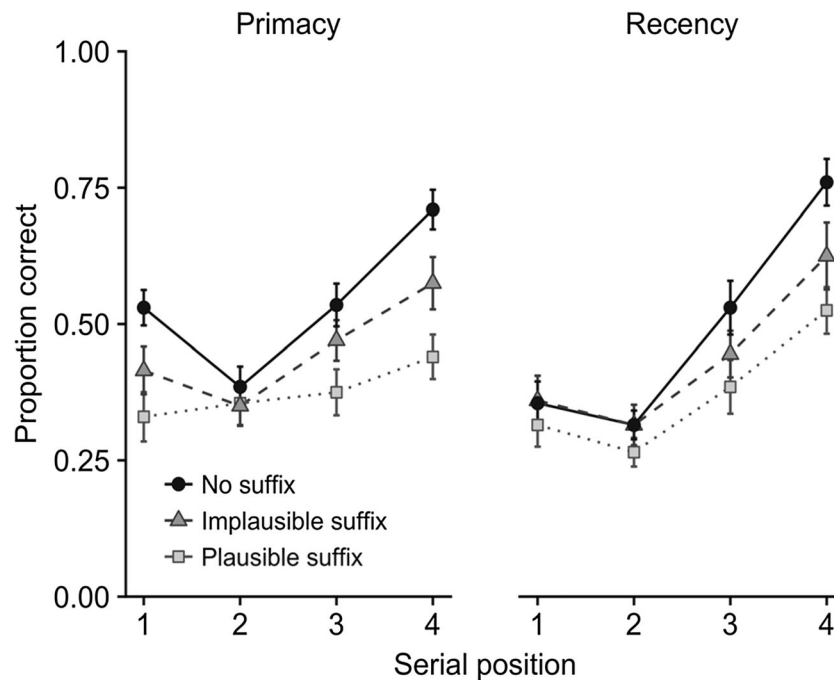 Primacy
Recency
Proportion correct
1.00
0.75
0.50
0.25
0.00
No suffix
Implausible suffix
Plausible suffix
1 2 3 4
1 2 3 4
Serial position